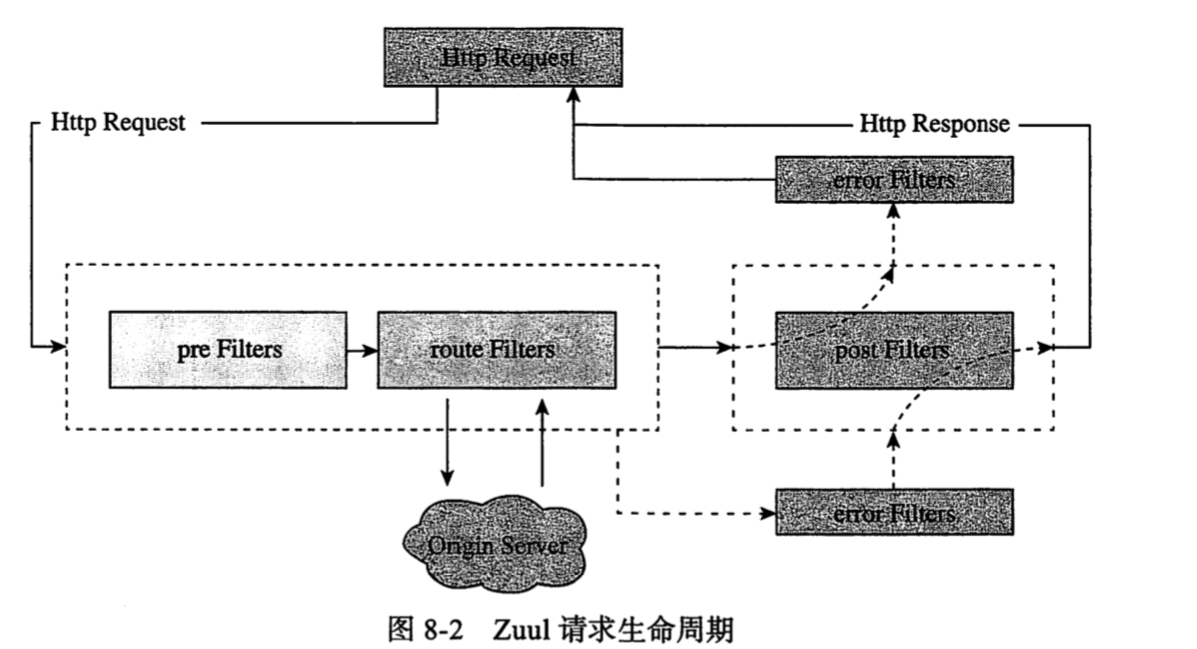 Http Request
Http Request
Http Response
error Filters
pre Filters
route Filters
post Filters
Origin Server
error Filters
图 8-2 Zuul 请求生命周期